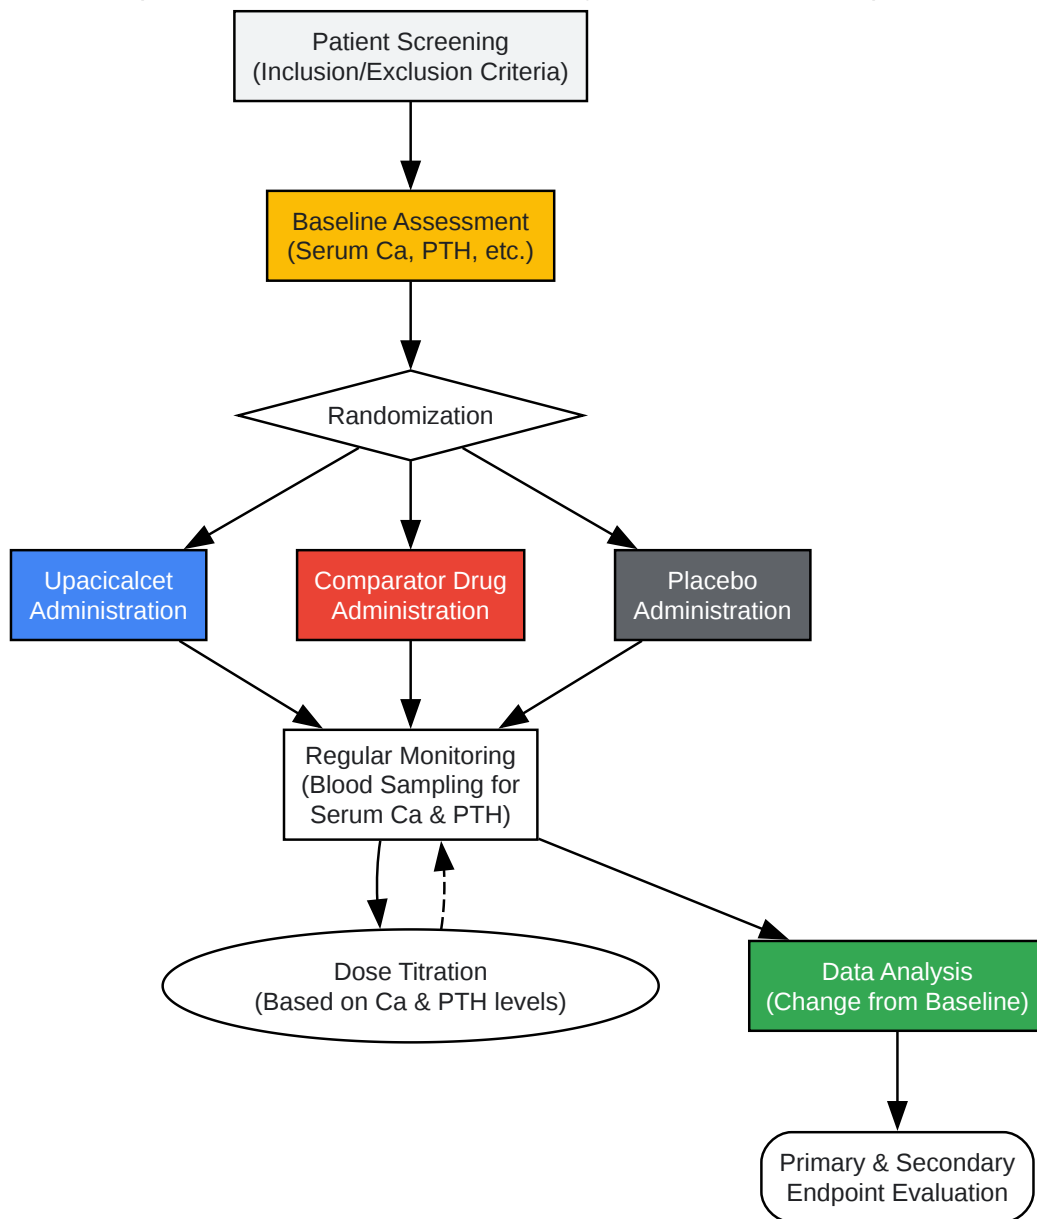 Patient Screening
(Inclusion/Exclusion Criteria)
Baseline Assessment
(Serum Ca, PTH, etc.)
Randomization
Upacicalcet
Administration
Comparator Drug
Administration
Placebo
Administration
Regular Monitoring
(Blood Sampling for
Serum Ca & PTH)
Dose Titration
(Based on Ca & PTH levels)
Data Analysis
(Change from Baseline)
Primary & Secondary
Endpoint Evaluation